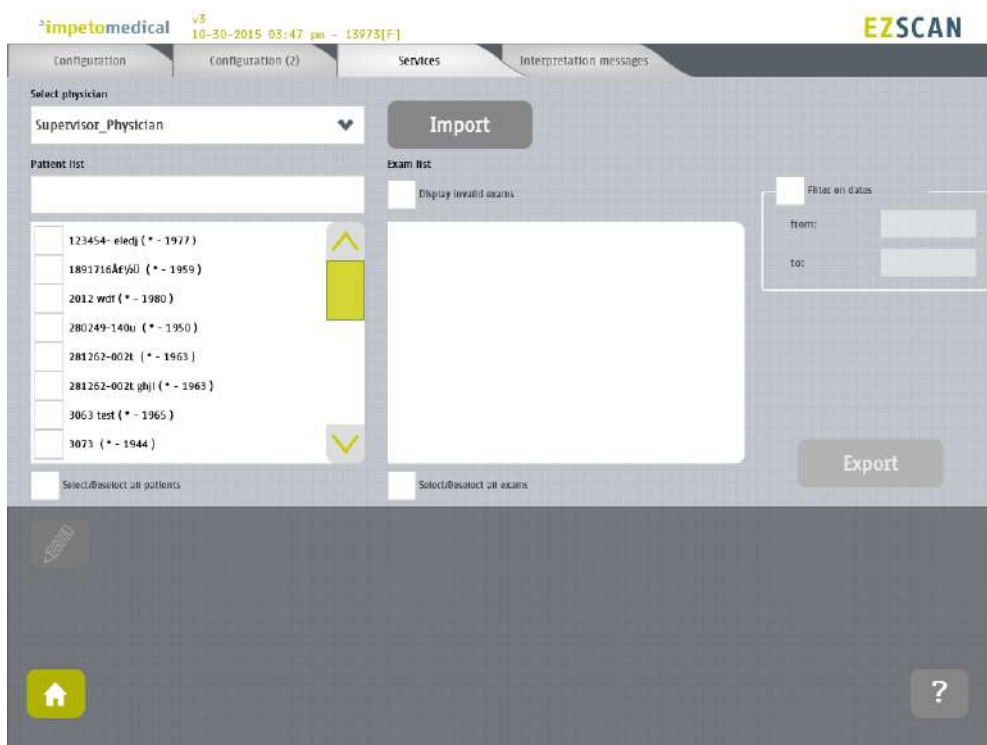 impetomedical
v3
10-30-2015 03:47 pm - 13973[F]
EZSCAN
Configuration
Configuration (2)
Services
Interpretation messages
Select physician
Supervisor_Physician
Import
Patient list
Exam list
Display invalid exams
Filter on dates
from:
to:
123454- eledj ( * - 1977 )
( * - 1959 )
2012 wdf ( * - 1980 )
280249-140u ( * - 1950 )
281262-002t ( * - 1963 )
281262-002t ghjl ( * - 1963 )
3063 test ( * - 1965 )
3073 ( * - 1944 )
Export
Select/Deselect all patients
Select/Deselect all exams
?